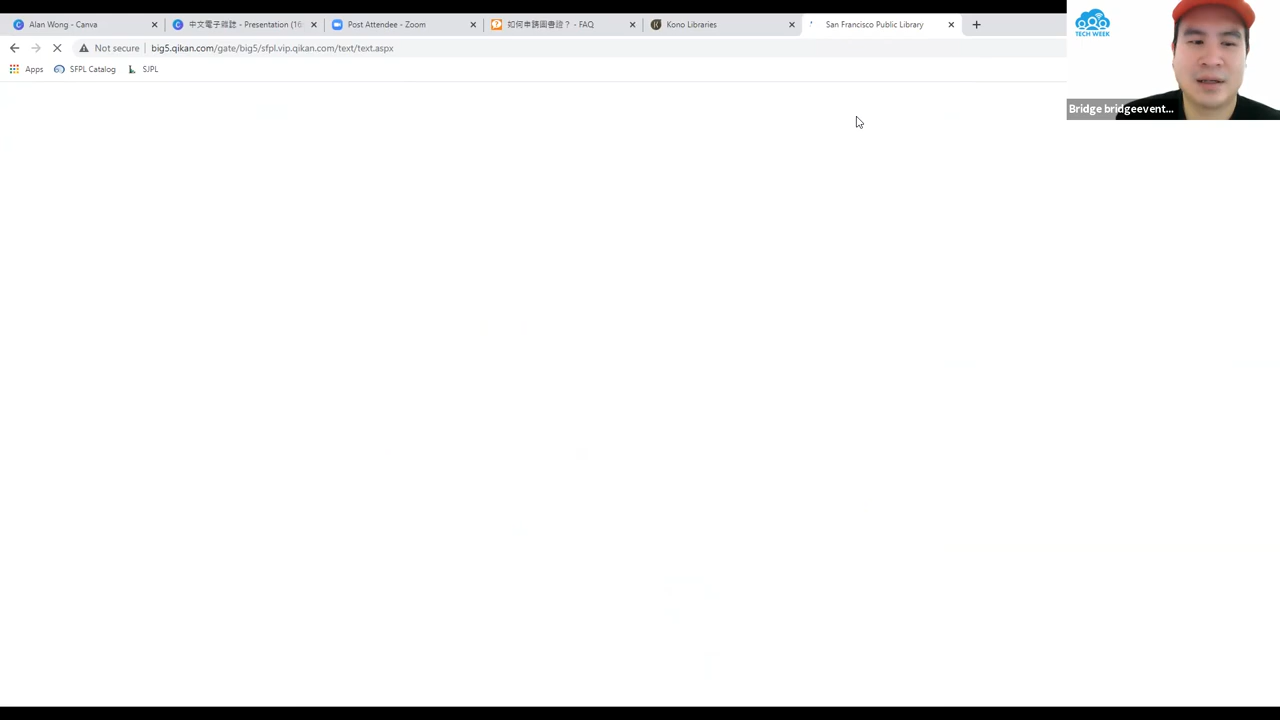 Alan Wong - Canva
中文電子雜誌 - Presentation (16
Post Attendee - Zoom
如何申請圖書證？ - FAQ
Kono Libraries
San Francisco Public Library
Not secure
big5.qikan.com/gate/big5/sfpl.vip.qikan.com/text/text.aspx
Apps
SFPL Catalog
SJPL
TECH WEEK
Bridge bridgeevent...